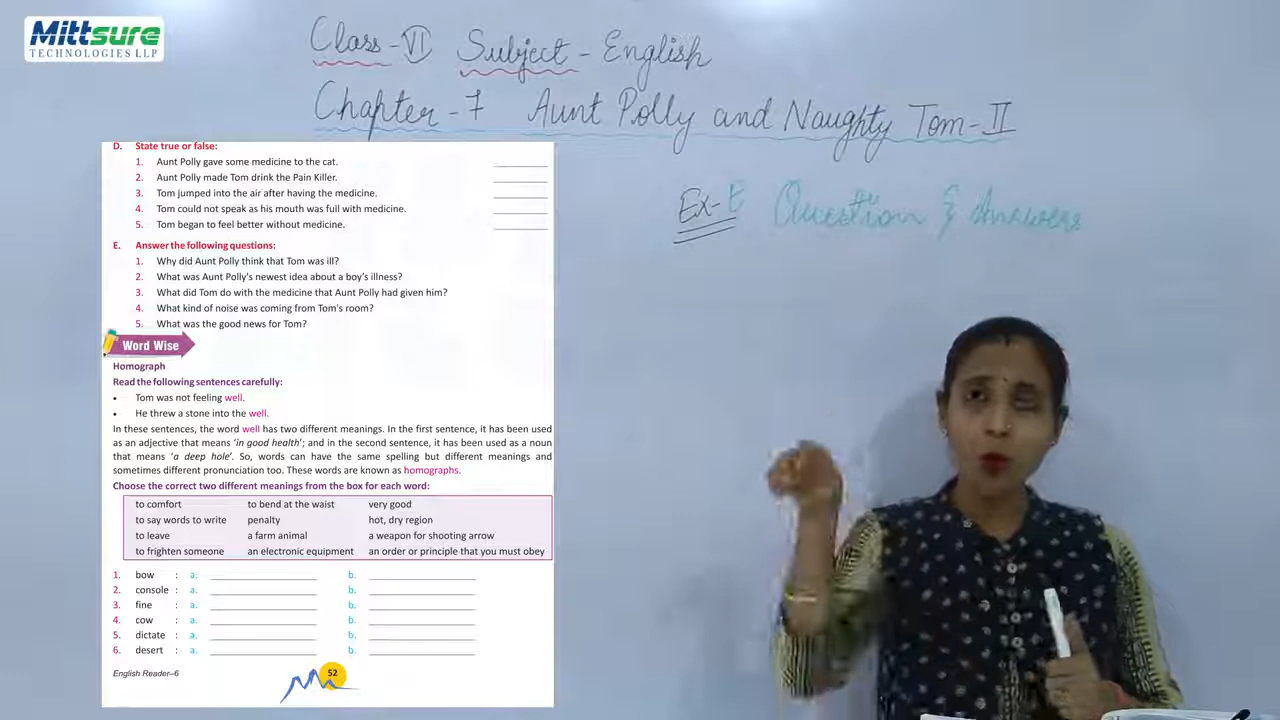 Mittsure
TECHNOLOGIES LLP
Class-VI Subject-English
Chapter-7 Aunt Polly and Naughty Tom-II
Ex-E Question & Answers
D. State true or false:
1. Aunt Polly gave some medicine to the cat.
2. Aunt Polly made Tom drink the Pain Killer.
3. Tom jumped into the air after having the medicine.
4. Tom could not speak as his mouth was full with medicine.
5. Tom began to feel better without medicine.
E. Answer the following questions:
1. Why did Aunt Polly think that Tom was ill?
2. What was Aunt Polly's newest idea about a boy's illness?
3. What did Tom do with the medicine that Aunt Polly had given him?
4. What kind of noise was coming from Tom's room?
5. What was the good news for Tom?
Word Wise
Homograph
Read the following sentences carefully:
• Tom was not feeling well.
• He threw a stone into the well.
In these sentences, the word well has two different meanings. In the first sentence, it has been used
as an adjective that means 'in good health'; and in the second sentence, it has been used as a noun
that means 'a deep hole'. So, words can have the same spelling but different meanings and
sometimes different pronunciation too. These words are known as homographs.
Choose the correct two different meanings from the box for each word:
to comfort to bend at the waist very good
to say words to write penalty hot, dry region
to leave a farm animal a weapon for shooting arrow
to frighten someone an electronic equipment an order or principle that you must obey
1. bow : a. b.
2. console : a. b.
3. fine : a. b.
4. cow : a. b.
5. dictate : a. b.
6. desert : a. b.
English Reader–6
52